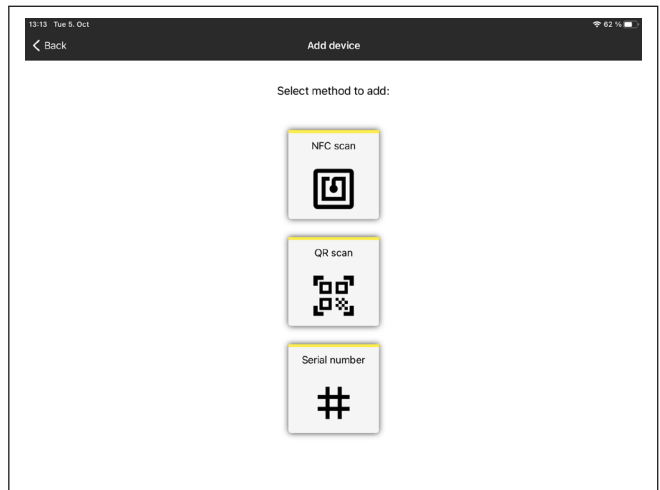 13:13 Tue 5. Oct 62 %
Back Add device
Select method to add:
NFC scan
QR scan
Serial number